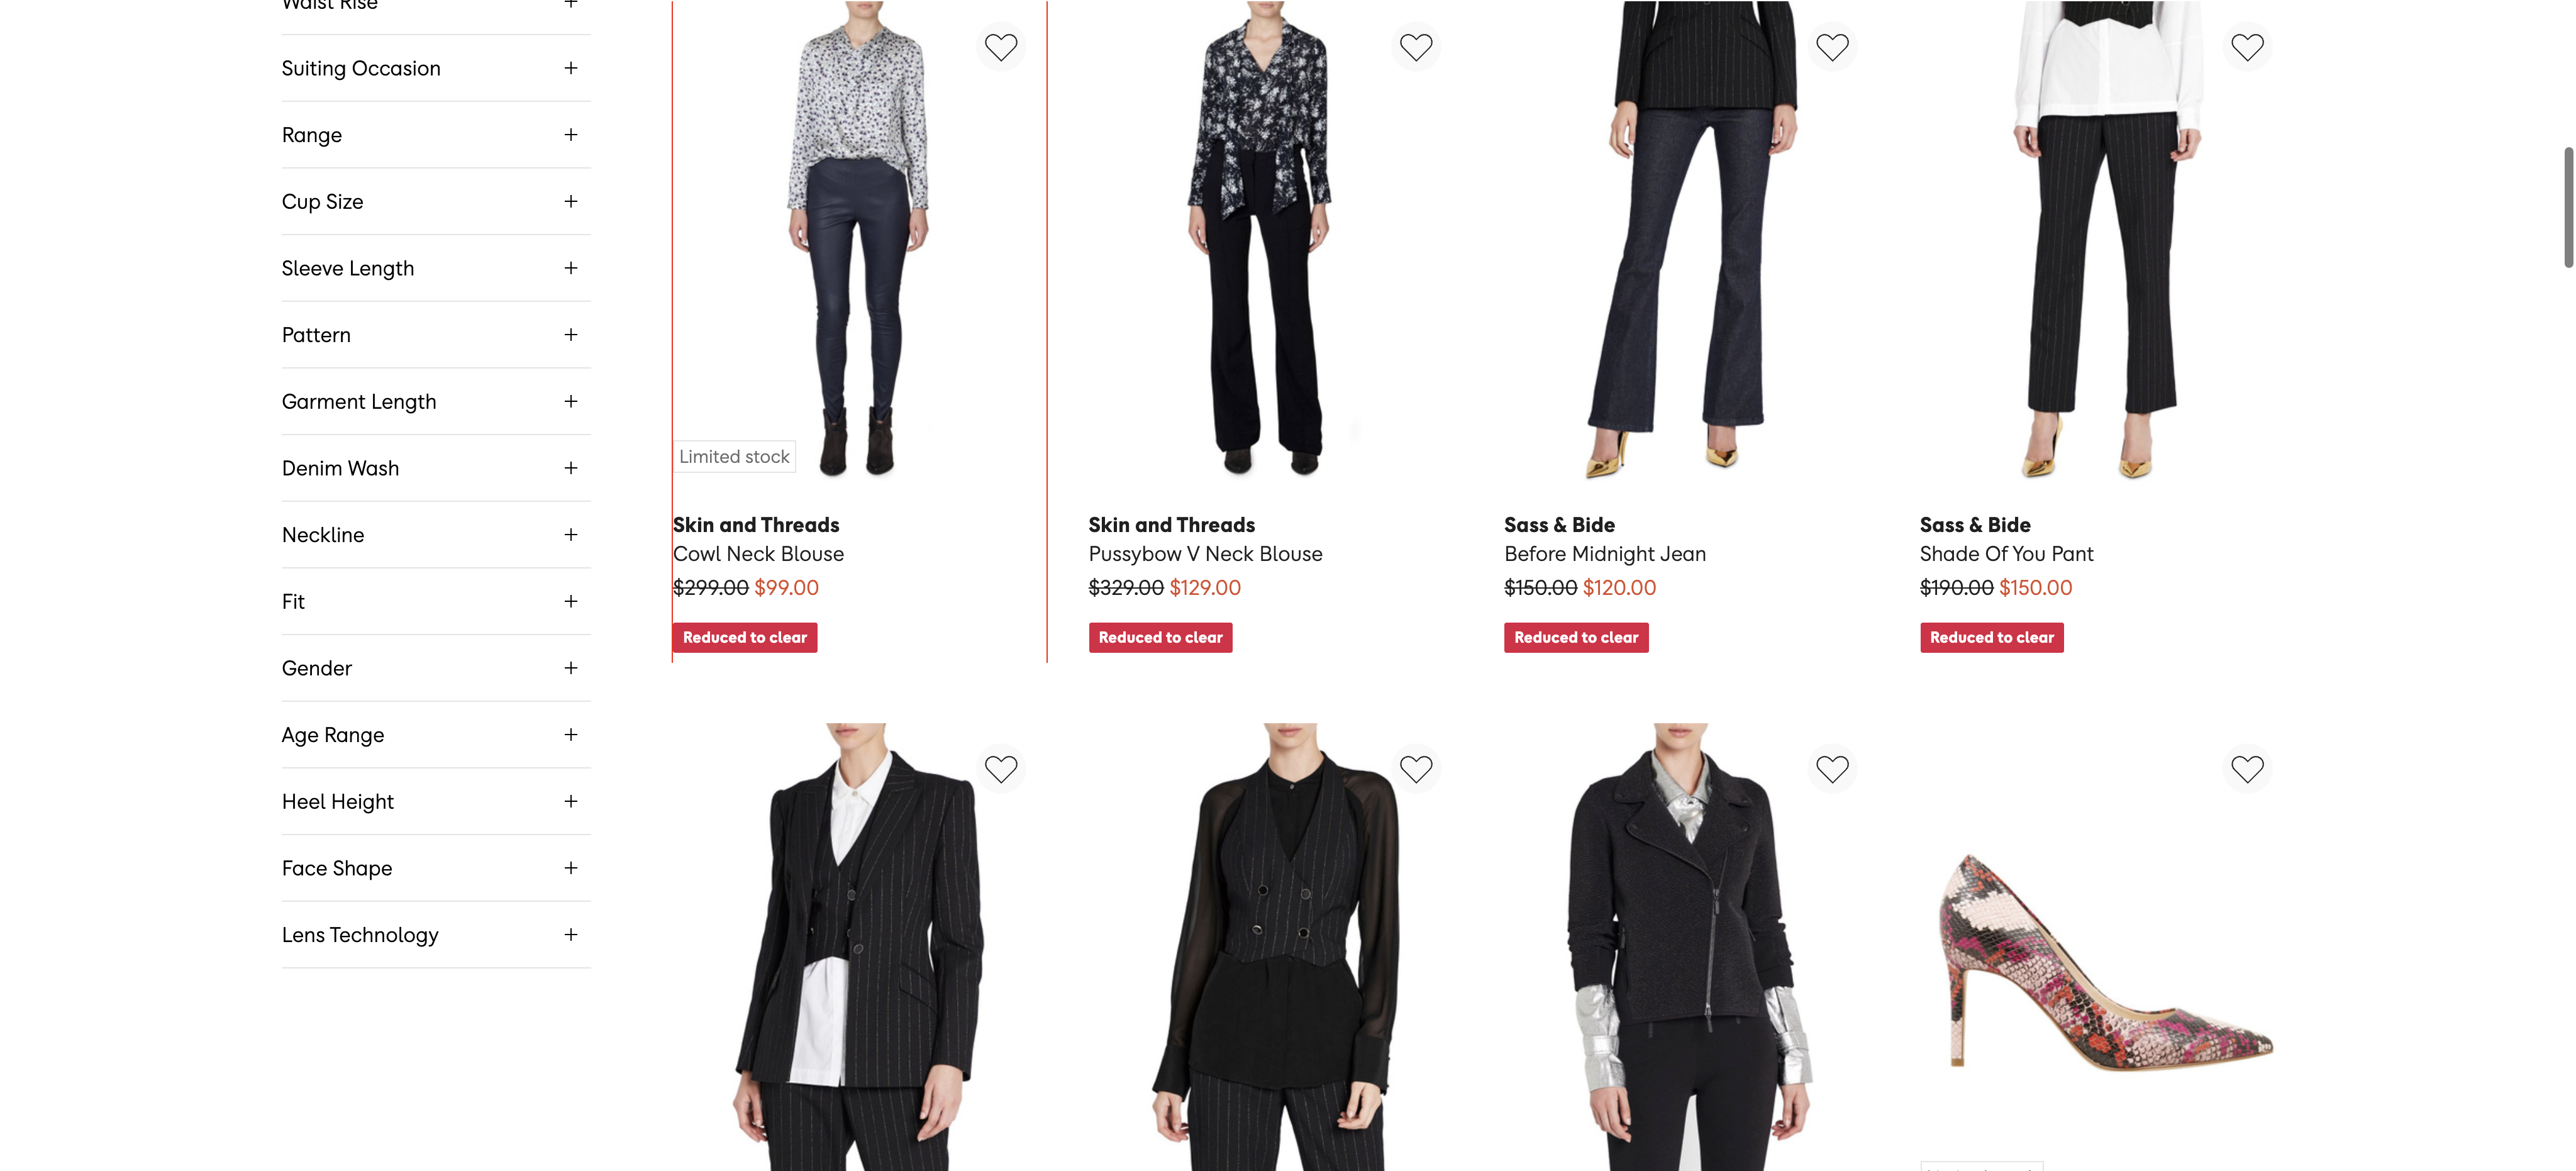 Waist Rise
Suiting Occasion
Range
Cup Size
Sleeve Length
Pattern
Garment Length
Denim Wash
Neckline
Fit
Gender
Age Range
Heel Height
Face Shape
Lens Technology
Limited stock
Skin and Threads
Cowl Neck Blouse
$299.00 $99.00
Reduced to clear
Skin and Threads
Pussybow V Neck Blouse
$329.00 $129.00
Reduced to clear
Sass & Bide
Before Midnight Jean
$150.00 $120.00
Reduced to clear
Sass & Bide
Shade Of You Pant
$190.00 $150.00
Reduced to clear